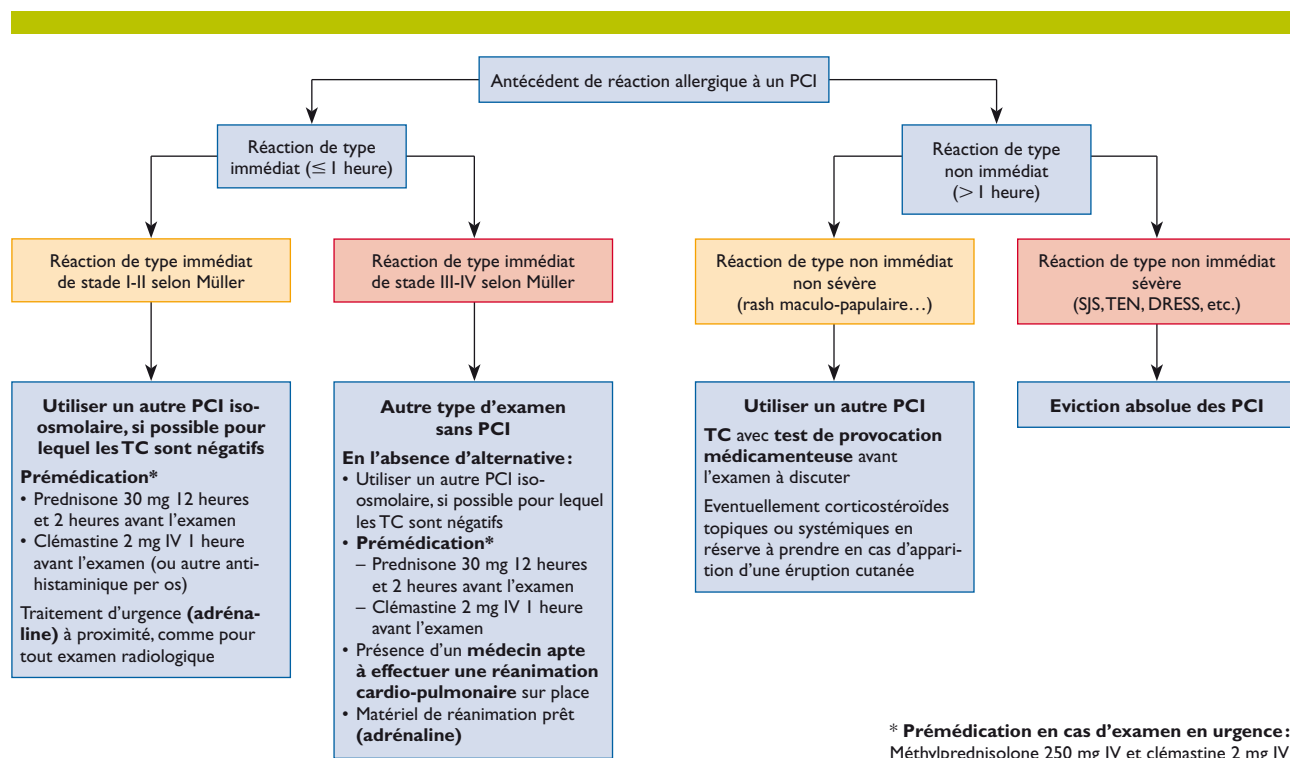 Antécédent de réaction allergique à un PCI
Réaction de type
immédiat (≤ 1 heure)
Réaction de type
non immédiat
(> 1 heure)
Réaction de type immédiat
de stade I-II selon Müller
Réaction de type immédiat
de stade III-IV selon Müller
Réaction de type non immédiat
non sévère
(rash maculo-papulaire…)
Réaction de type non immédiat
sévère
(SJS, TEN, DRESS, etc.)
Utiliser un autre PCI iso-
osmolaire, si possible pour
lequel les TC sont négatifs
Prémédication*
• Prednisone 30 mg 12 heures
et 2 heures avant l'examen
• Clémastine 2 mg IV 1 heure
avant l'examen (ou autre anti-
histaminique per os)
Traitement d'urgence (adréna-
line) à proximité, comme pour
tout examen radiologique
Autre type d'examen
sans PCI
En l'absence d'alternative :
• Utiliser un autre PCI iso-
osmolaire, si possible pour lequel
les TC sont négatifs
• Prémédication*
– Prednisone 30 mg 12 heures
et 2 heures avant l'examen
– Clémastine 2 mg IV 1 heure
avant l'examen
• Présence d'un médecin apte
à effectuer une réanimation
cardio-pulmonaire sur place
• Matériel de réanimation prêt
(adrénaline)
Utiliser un autre PCI
TC avec test de provocation
médicamenteuse avant
l'examen à discuter
Eventuellement corticostéroïdes
topiques ou systémiques en
réserve à prendre en cas d'appari-
tion d'une éruption cutanée
Eviction absolue des PCI
* Prémédication en cas d'examen en urgence :
Méthylprednisolone 250 mg IV et clémastine 2 mg IV